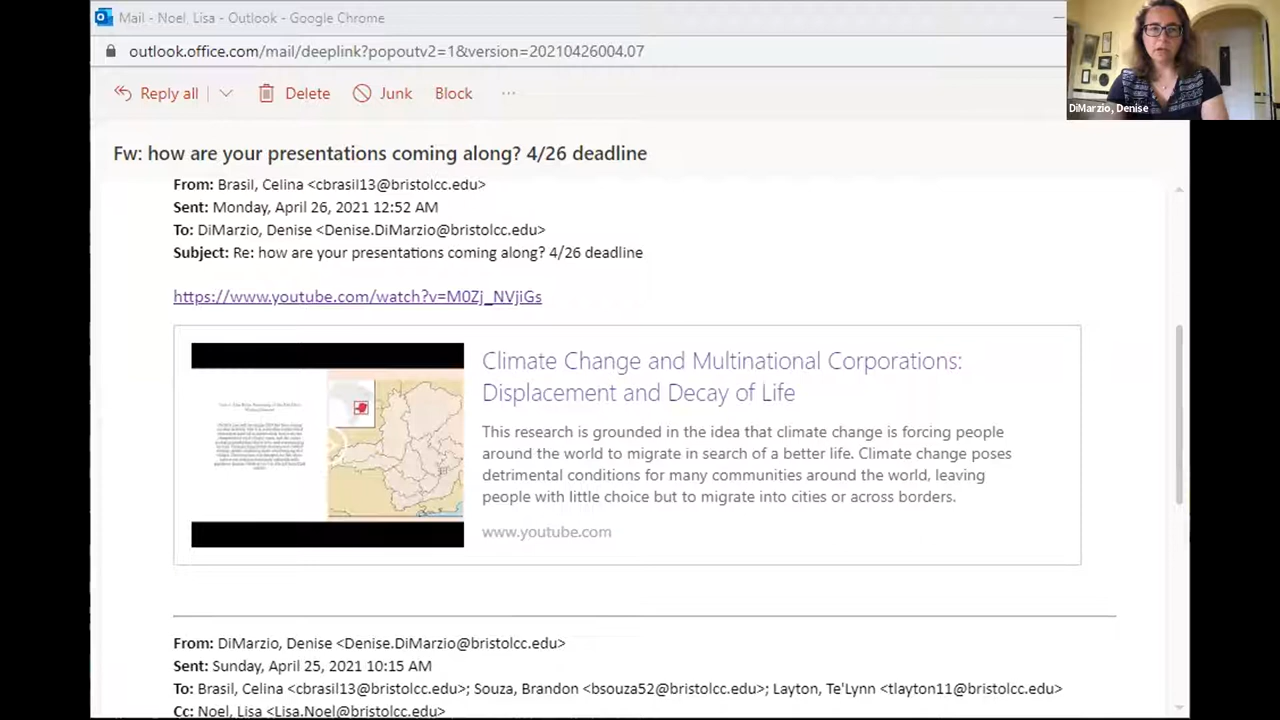 Mail - Noel, Lisa - Outlook - Google Chrome
outlook.office.com/mail/deeplink?popoutv2=1&version=20210426004.07
Reply all
Delete
Junk
Block
DiMarzio, Denise
Fw: how are your presentations coming along? 4/26 deadline
From: Brasil, Celina <cbrasil13@bristolcc.edu>
Sent: Monday, April 26, 2021 12:52 AM
To: DiMarzio, Denise <Denise.DiMarzio@bristolcc.edu>
Subject: Re: how are your presentations coming along? 4/26 deadline
https://www.youtube.com/watch?v=M0Zj_NVjiGs
Climate Change and Multinational Corporations:
Displacement and Decay of Life
This research is grounded in the idea that climate change is forcing people
around the world to migrate in search of a better life. Climate change poses
detrimental conditions for many communities around the world, leaving
people with little choice but to migrate into cities or across borders.
www.youtube.com
From: DiMarzio, Denise <Denise.DiMarzio@bristolcc.edu>
Sent: Sunday, April 25, 2021 10:15 AM
To: Brasil, Celina <cbrasil13@bristolcc.edu>; Souza, Brandon <bsouza52@bristolcc.edu>; Layton, Te'Lynn <tlayton11@bristolcc.edu>
Cc: Noel, Lisa <Lisa.Noel@bristolcc.edu>